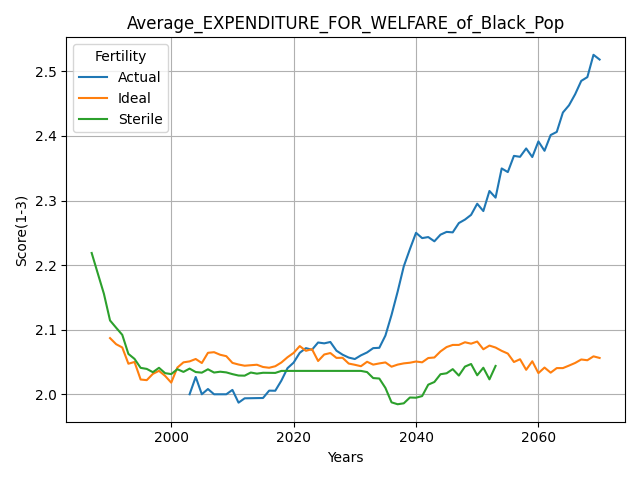 Average_EXPENDITURE_FOR_WELFARE_of_Black_Pop
Fertility
Actual
Ideal
Sterile
Score(1-3)
2.5
2.4
2.3
2.2
2.1
2.0
2000
2020
2040
2060
Years